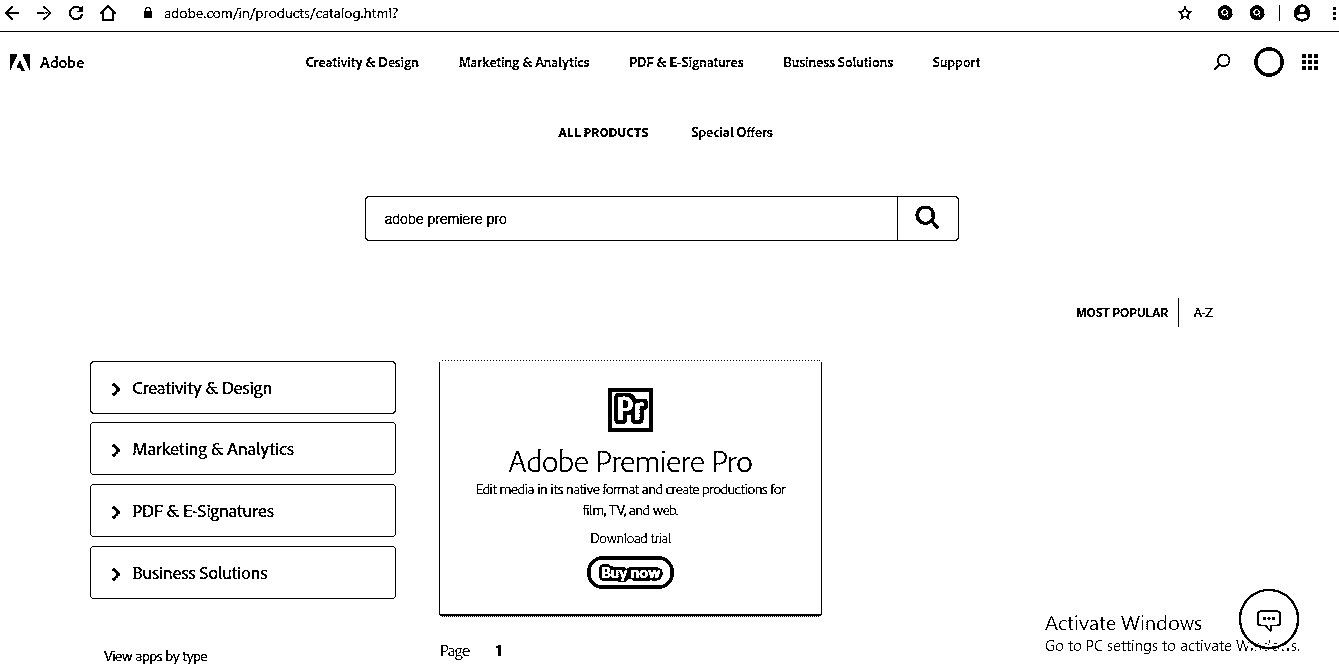 adobe.com/in/products/catalog.html?
Adobe
Creativity & Design Marketing & Analytics PDF & E-Signatures Business Solutions Support
ALL PRODUCTS Special Offers
adobe premiere pro
MOST POPULAR A-Z
Creativity & Design
Marketing & Analytics
PDF & E-Signatures
Business Solutions
View apps by type
Pr
Adobe Premiere Pro
Edit media in its native format and create productions for
film, TV, and web.
Download trial
Buy now
Page 1
Activate Windows
Go to PC settings to activate Windows.